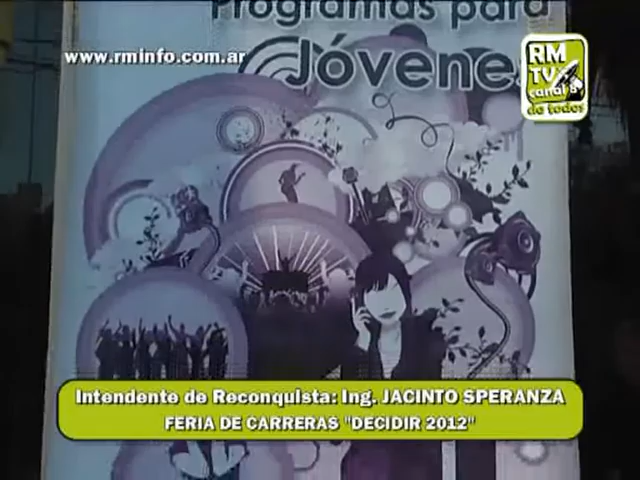 Programas para
Jóvenes
www.rminfo.com.ar
RM
TV
canal 8
de todos
Intendente de Reconquista: Ing. JACINTO SPERANZA
FERIA DE CARRERAS "DECIDIR 2012"